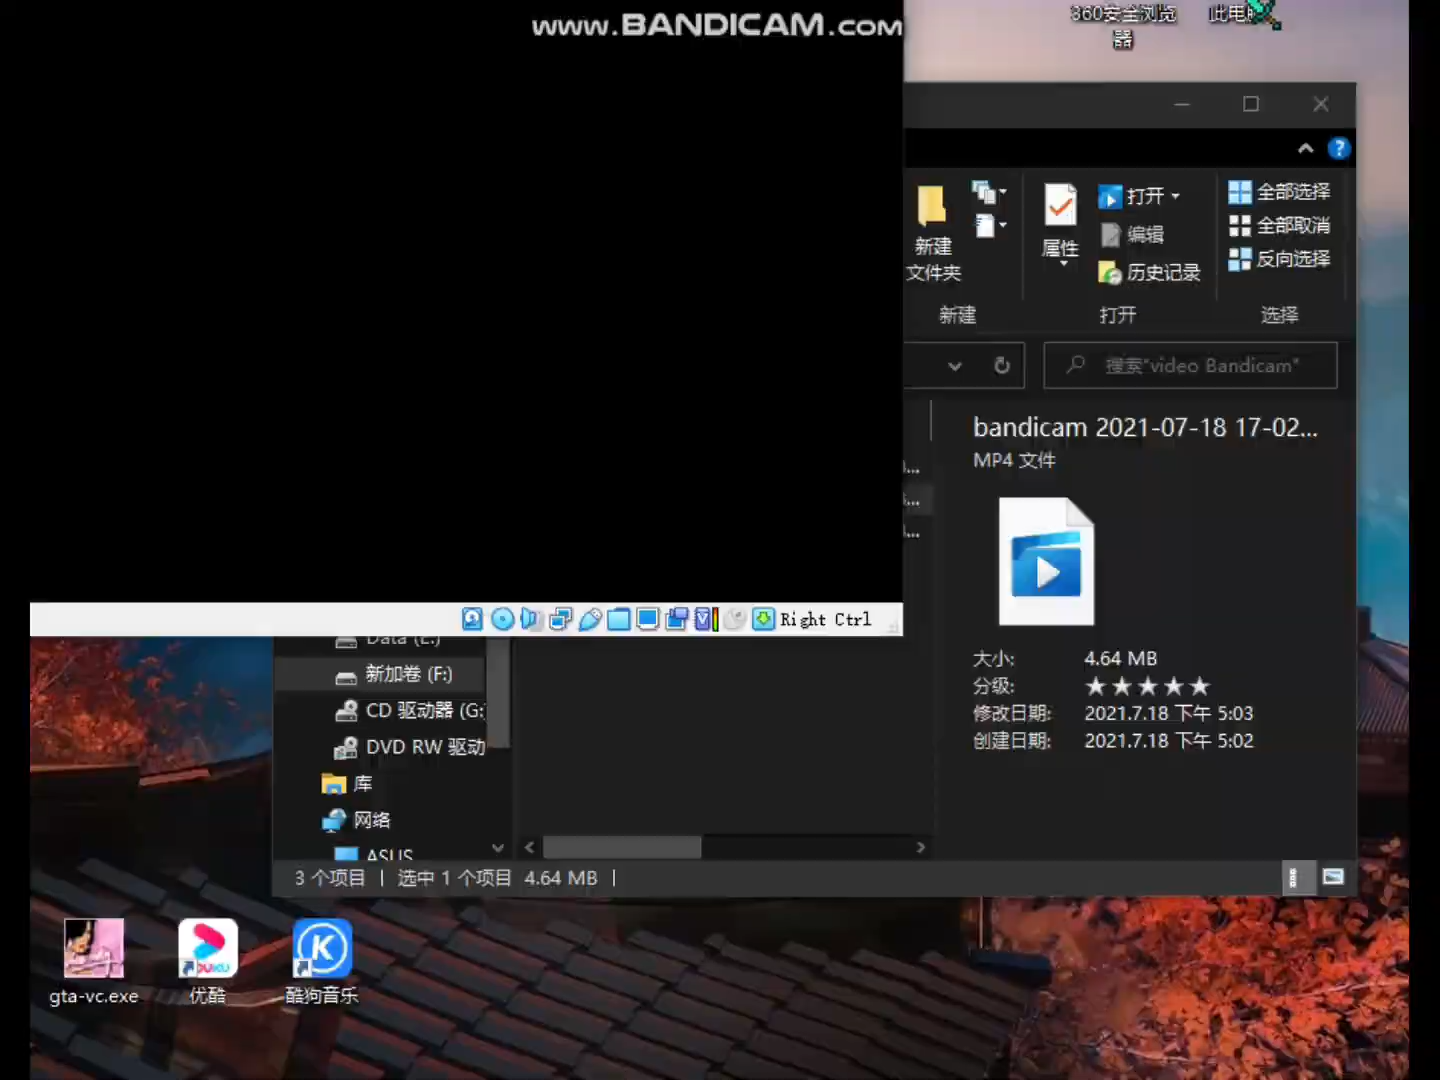 www.BANDICAM.com
360安全浏览器
此电脑
新建文件夹
属性
打开
编辑
历史记录
全部选择
全部取消
反向选择
新建
打开
选择
搜索"video Bandicam"
bandicam 2021-07-18 17-02...
MP4 文件
Right Ctrl
Data (E:)
新加卷 (F:)
CD 驱动器 (G:
DVD RW 驱动
库
网络
ASUS
大小: 4.64 MB
分级: ★★★★★
修改日期: 2021.7.18 下午 5:03
创建日期: 2021.7.18 下午 5:02
3 个项目 | 选中 1 个项目 4.64 MB |
gta-vc.exe
优酷
酷狗音乐